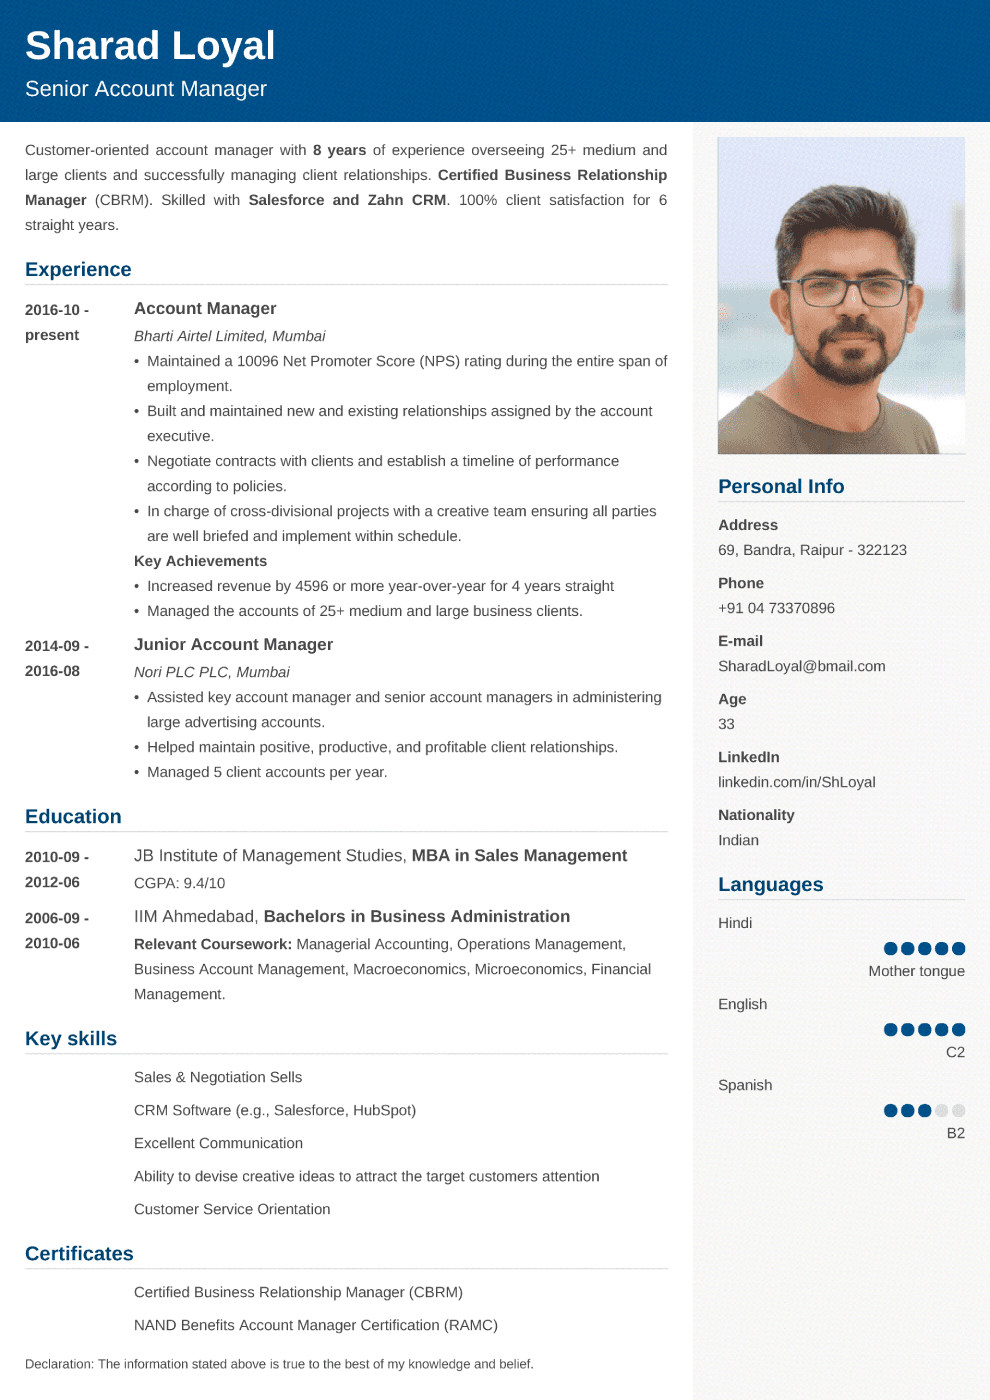 Sharad Loyal
Senior Account Manager
Customer-oriented account manager with 8 years of experience overseeing 25+ medium and
large clients and successfully managing client relationships. Certified Business Relationship
Manager (CBRM). Skilled with Salesforce and Zahn CRM. 100% client satisfaction for 6
straight years.
Experience
2016-10 -
present
Account Manager
Bharti Airtel Limited, Mumbai
• Maintained a 10096 Net Promoter Score (NPS) rating during the entire span of
employment.
• Built and maintained new and existing relationships assigned by the account
executive.
• Negotiate contracts with clients and establish a timeline of performance
according to policies.
• In charge of cross-divisional projects with a creative team ensuring all parties
are well briefed and implement within schedule.
Key Achievements
• Increased revenue by 4596 or more year-over-year for 4 years straight
• Managed the accounts of 25+ medium and large business clients.
2014-09 -
2016-08
Junior Account Manager
Nori PLC PLC, Mumbai
• Assisted key account manager and senior account managers in administering
large advertising accounts.
• Helped maintain positive, productive, and profitable client relationships.
• Managed 5 client accounts per year.
Education
2010-09 -
2012-06
JB Institute of Management Studies, MBA in Sales Management
CGPA: 9.4/10
2006-09 -
2010-06
IIM Ahmedabad, Bachelors in Business Administration
Relevant Coursework: Managerial Accounting, Operations Management,
Business Account Management, Macroeconomics, Microeconomics, Financial
Management.
Key skills
Sales & Negotiation Sells
CRM Software (e.g., Salesforce, HubSpot)
Excellent Communication
Ability to devise creative ideas to attract the target customers attention
Customer Service Orientation
Certificates
Certified Business Relationship Manager (CBRM)
NAND Benefits Account Manager Certification (RAMC)
Declaration: The information stated above is true to the best of my knowledge and belief.
Personal Info
Address
69, Bandra, Raipur - 322123
Phone
+91 04 73370896
E-mail
SharadLoyal@bmail.com
Age
33
LinkedIn
linkedin.com/in/ShLoyal
Nationality
Indian
Languages
Hindi
Mother tongue
English
C2
Spanish
B2